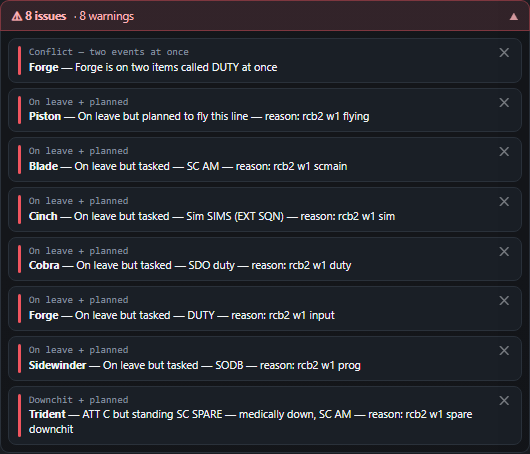 ⚠ 8 issues · 8 warnings ▲
Conflict — two events at once ×
Forge — Forge is on two items called DUTY at once
On leave + planned ×
Piston — On leave but planned to fly this line — reason: rcb2 w1 flying
On leave + planned ×
Blade — On leave but tasked — SC AM — reason: rcb2 w1 scmain
On leave + planned ×
Cinch — On leave but tasked — Sim SIMS (EXT SQN) — reason: rcb2 w1 sim
On leave + planned ×
Cobra — On leave but tasked — SDO duty — reason: rcb2 w1 duty
On leave + planned ×
Forge — On leave but tasked — DUTY — reason: rcb2 w1 input
On leave + planned ×
Sidewinder — On leave but tasked — SODB — reason: rcb2 w1 prog
Downchit + planned ×
Trident — ATT C but standing SC SPARE — medically down, SC AM — reason: rcb2 w1 spare
downchit